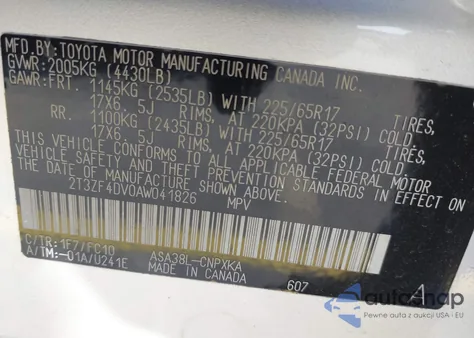 MFD.BY: TOYOTA MOTOR MANUFACTURING CANADA INC.
GVWR: 2005KG (4430LB)
GAWR: FRT. 1145KG (2535LB) WITH 225/65R17 TIRES,
17X6.5J RIMS, AT 220KPA (32PSI) COLD.
RR. 1100KG (2435LB) WITH 225/65R17 TIRES,
17X6.5J RIMS, AT 220KPA (32PSI) COLD.
THIS VEHICLE CONFORMS TO ALL APPLICABLE FEDERAL MOTOR
VEHICLE SAFETY AND THEFT PREVENTION STANDARDS IN EFFECT ON
THE DATE OF MANUFACTURE SHOWN ABOVE.
2T3ZF4DV0AW041826 MPV
C/TR: 1F7/FC10 ASA38L-CNPXKA
A/TM: -01A/U241E MADE IN CANADA 607
autoAsnap
Pewne auta z aukcji USA i EU